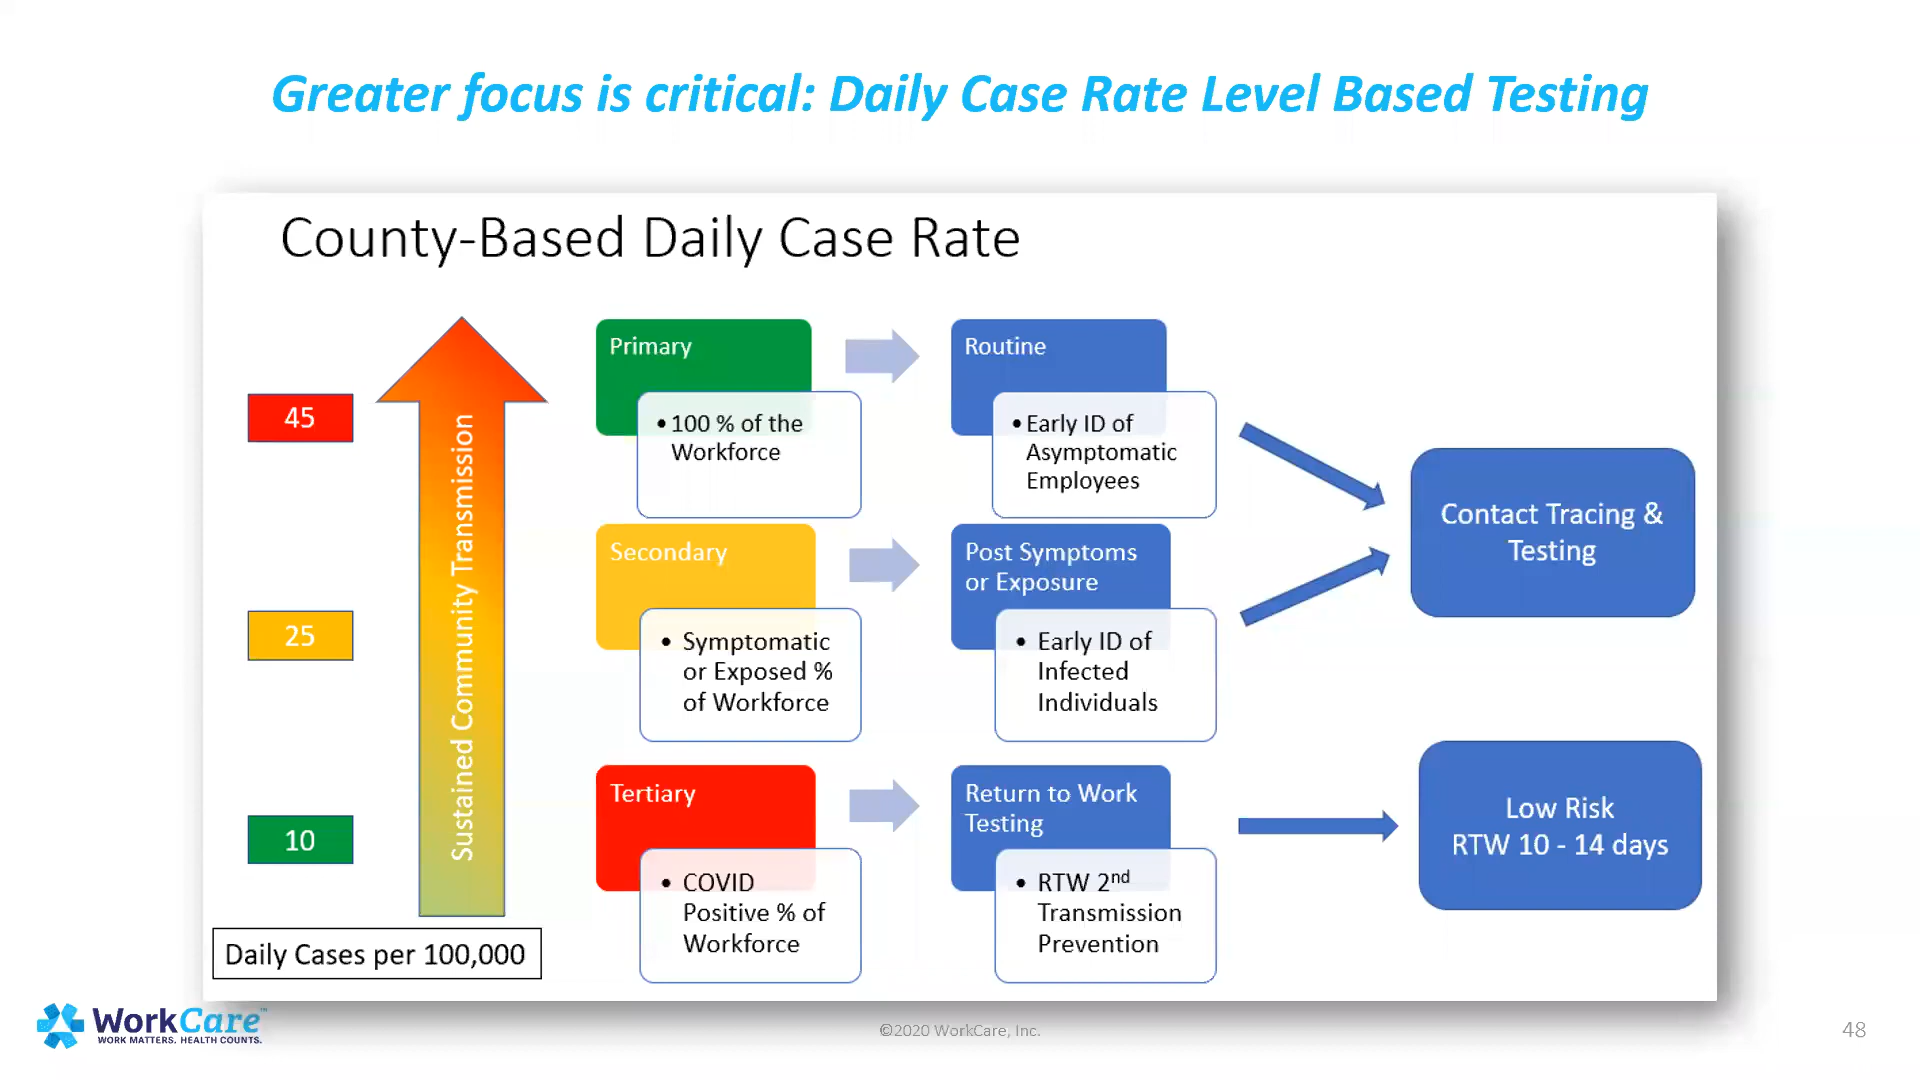 Greater focus is critical: Daily Case Rate Level Based Testing
County-Based Daily Case Rate
45
25
10
Sustained Community Transmission
Daily Cases per 100,000
Primary
• 100 % of the
Workforce
Routine
• Early ID of
Asymptomatic
Employees
Secondary
• Symptomatic
or Exposed %
of Workforce
Post Symptoms
or Exposure
• Early ID of
Infected
Individuals
Contact Tracing &
Testing
Tertiary
• COVID
Positive % of
Workforce
Return to Work
Testing
• RTW 2nd
Transmission
Prevention
Low Risk
RTW 10 - 14 days
WorkCare™
WORK MATTERS. HEALTH COUNTS.
©2020 WorkCare, Inc.
48